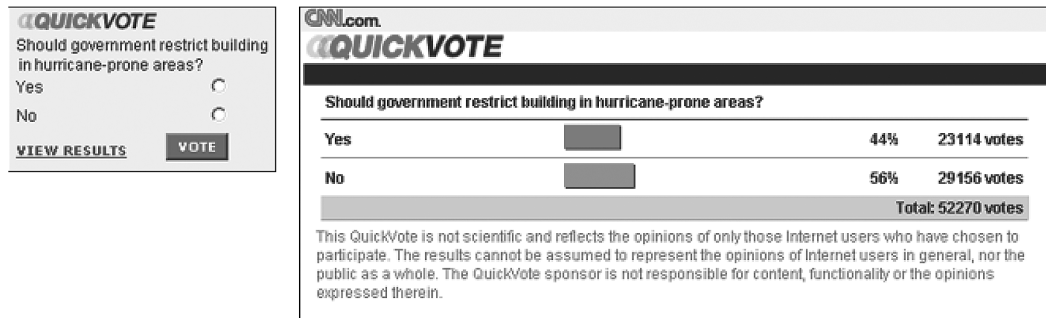 QUICKVOTE
Should government restrict building
in hurricane-prone areas?
Yes
No
VIEW RESULTS VOTE
CNN.com.
QUICKVOTE
Should government restrict building in hurricane-prone areas?
Yes 44% 23114 votes
No 56% 29156 votes
Total: 52270 votes
This QuickVote is not scientific and reflects the opinions of only those Internet users who have chosen to
participate. The results cannot be assumed to represent the opinions of Internet users in general, nor the
public as a whole. The QuickVote sponsor is not responsible for content, functionality or the opinions
expressed therein.